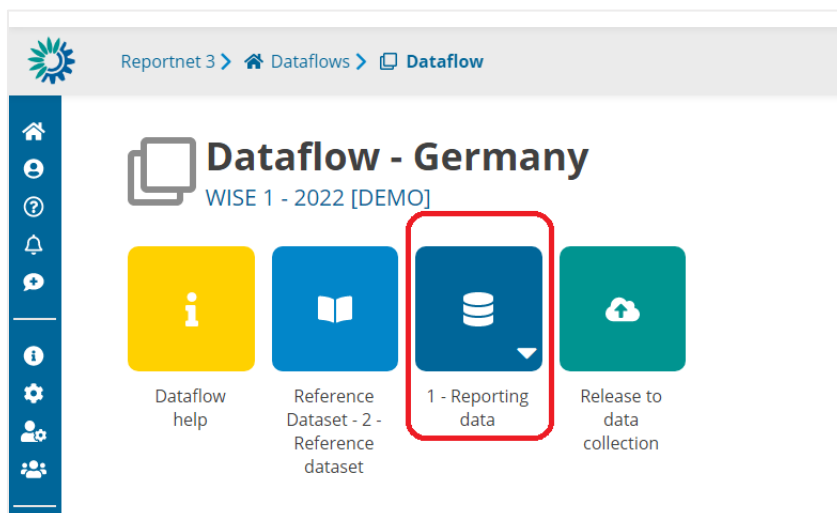 Reportnet 3 Dataflows Dataflow
Dataflow - Germany
WISE 1 - 2022 [DEMO]
Dataflow
help
Reference
Dataset - 2 -
Reference
dataset
1 - Reporting
data
Release to
data
collection